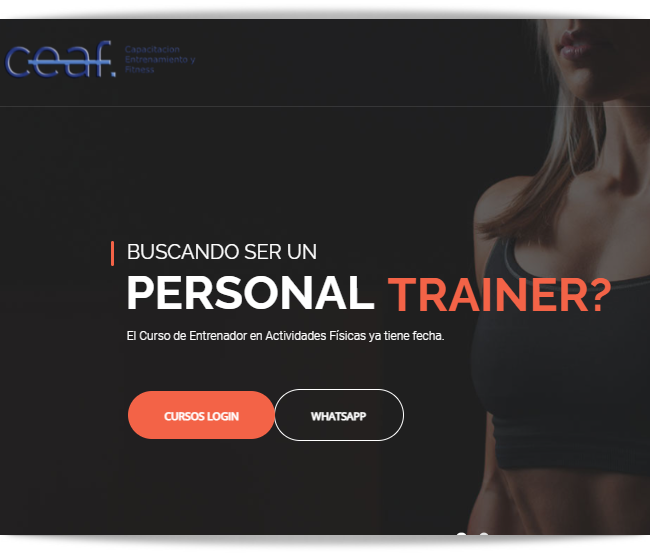 ceaf.
Capacitacion
Entrenamiento y
Fitness
BUSCANDO SER UN
PERSONAL TRAINER?
El Curso de Entrenador en Actividades Físicas ya tiene fecha.
CURSOS LOGIN
WHATSAPP